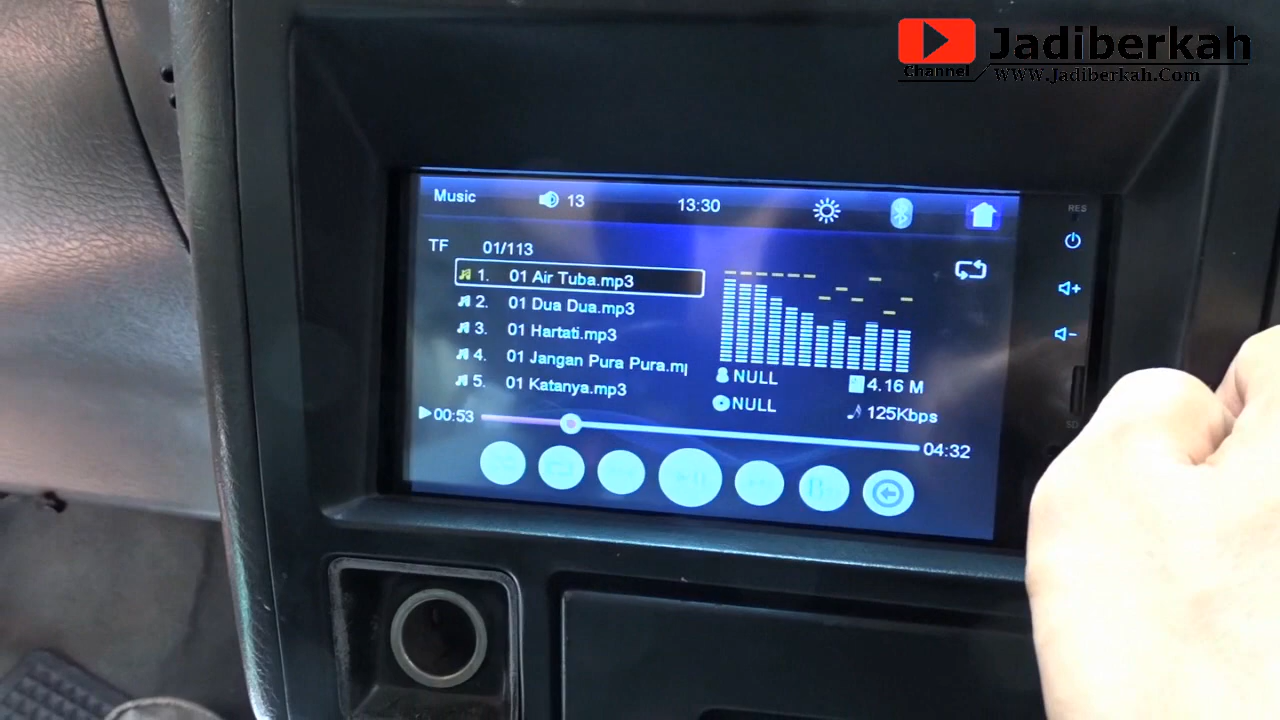 Jadiberkah
Channel
Www.Jadiberkah.Com
Music 13 13:30
RES
TF 01/113
1. 01 Air Tuba.mp3
2. 01 Dua Dua.mp3
3. 01 Hartati.mp3
4. 01 Jangan Pura Pura.mp
5. 01 Katanya.mp3
NULL 4.16 M
NULL 125Kbps
00:53 04:32
SD